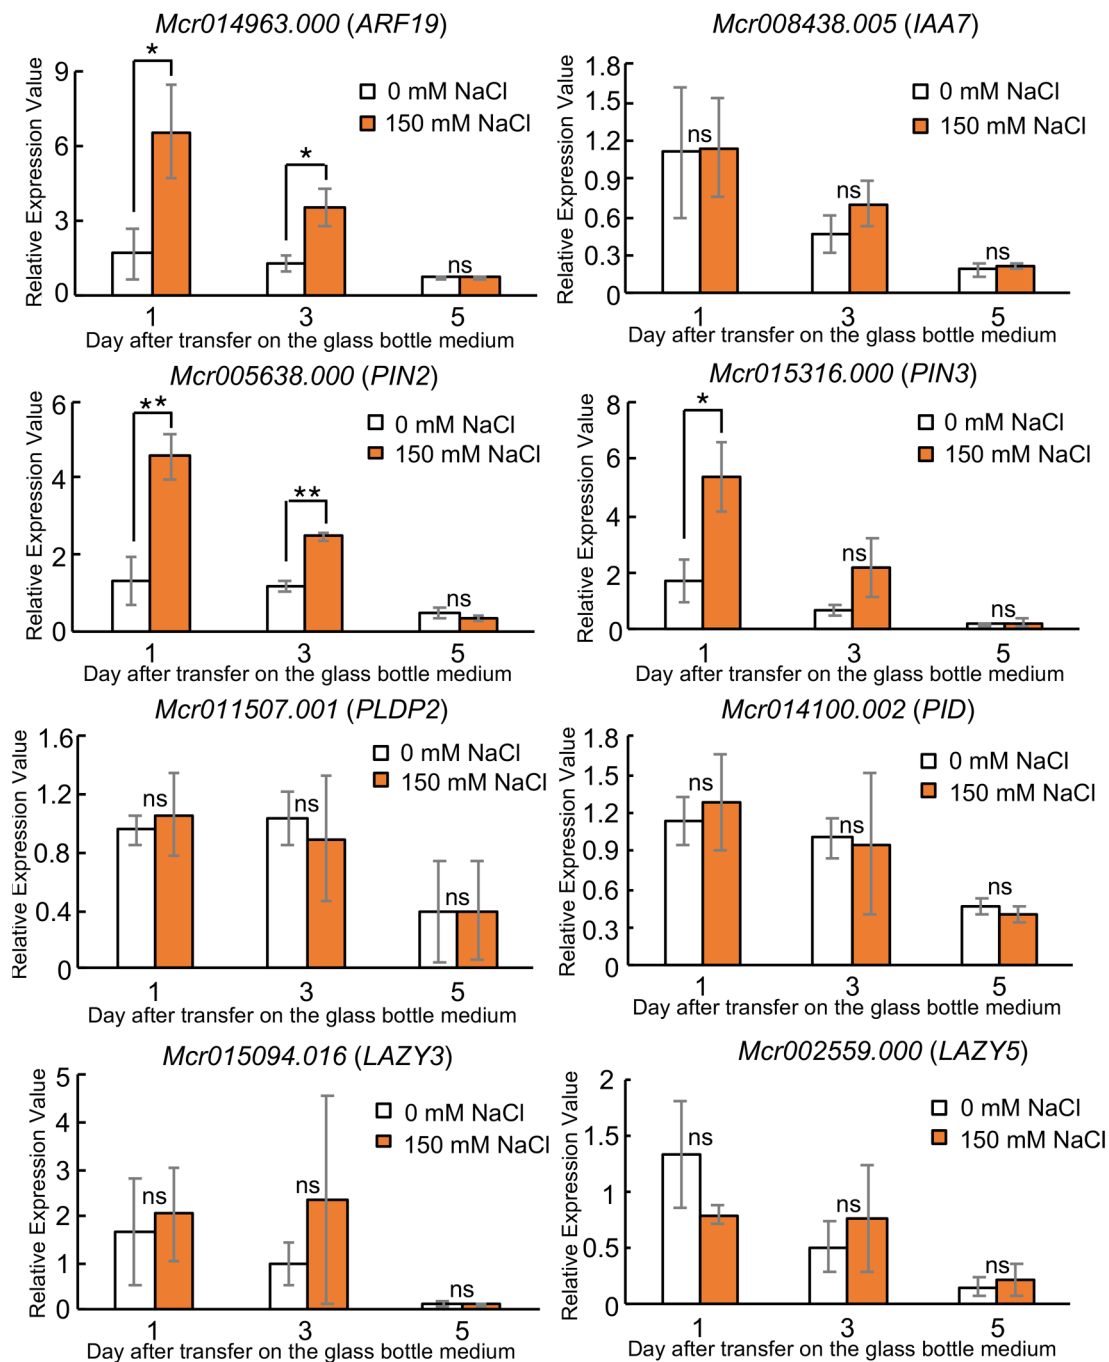 Mcr014963.000 (ARF19)
*
*
ns
0 mM NaCl
150 mM NaCl
Relative Expression Value
9
6
3
0
1
3
5
Day after transfer on the glass bottle medium
Mcr008438.005 (IAA7)
ns
ns
ns
0 mM NaCl
150 mM NaCl
Relative Expression Value
1.8
1.5
1.2
0.9
0.6
0.3
0
1
3
5
Day after transfer on the glass bottle medium
Mcr005638.000 (PIN2)
**
**
ns
0 mM NaCl
150 mM NaCl
Relative Expression Value
6
4
2
0
1
3
5
Day after transfer on the glass bottle medium
Mcr015316.000 (PIN3)
*
ns
ns
0 mM NaCl
150 mM NaCl
Relative Expression Value
8
6
4
2
0
1
3
5
Day after transfer on the glass bottle medium
Mcr011507.001 (PLDP2)
ns
ns
ns
0 mM NaCl
150 mM NaCl
Relative Expression Value
1.6
1.2
0.8
0.4
0
1
3
5
Day after transfer on the glass bottle medium
Mcr014100.002 (PID)
ns
ns
ns
0 mM NaCl
150 mM NaCl
Relative Expression Value
1.8
1.5
1.2
0.9
0.6
0.3
0
1
3
5
Day after transfer on the glass bottle medium
Mcr015094.016 (LAZY3)
ns
ns
ns
0 mM NaCl
150 mM NaCl
Relative Expression Value
5
4
3
2
1
0
1
3
5
Day after transfer on the glass bottle medium
Mcr002559.000 (LAZY5)
ns
ns
ns
0 mM NaCl
150 mM NaCl
Relative Expression Value
2
1.5
1
0.5
0
1
3
5
Day after transfer on the glass bottle medium